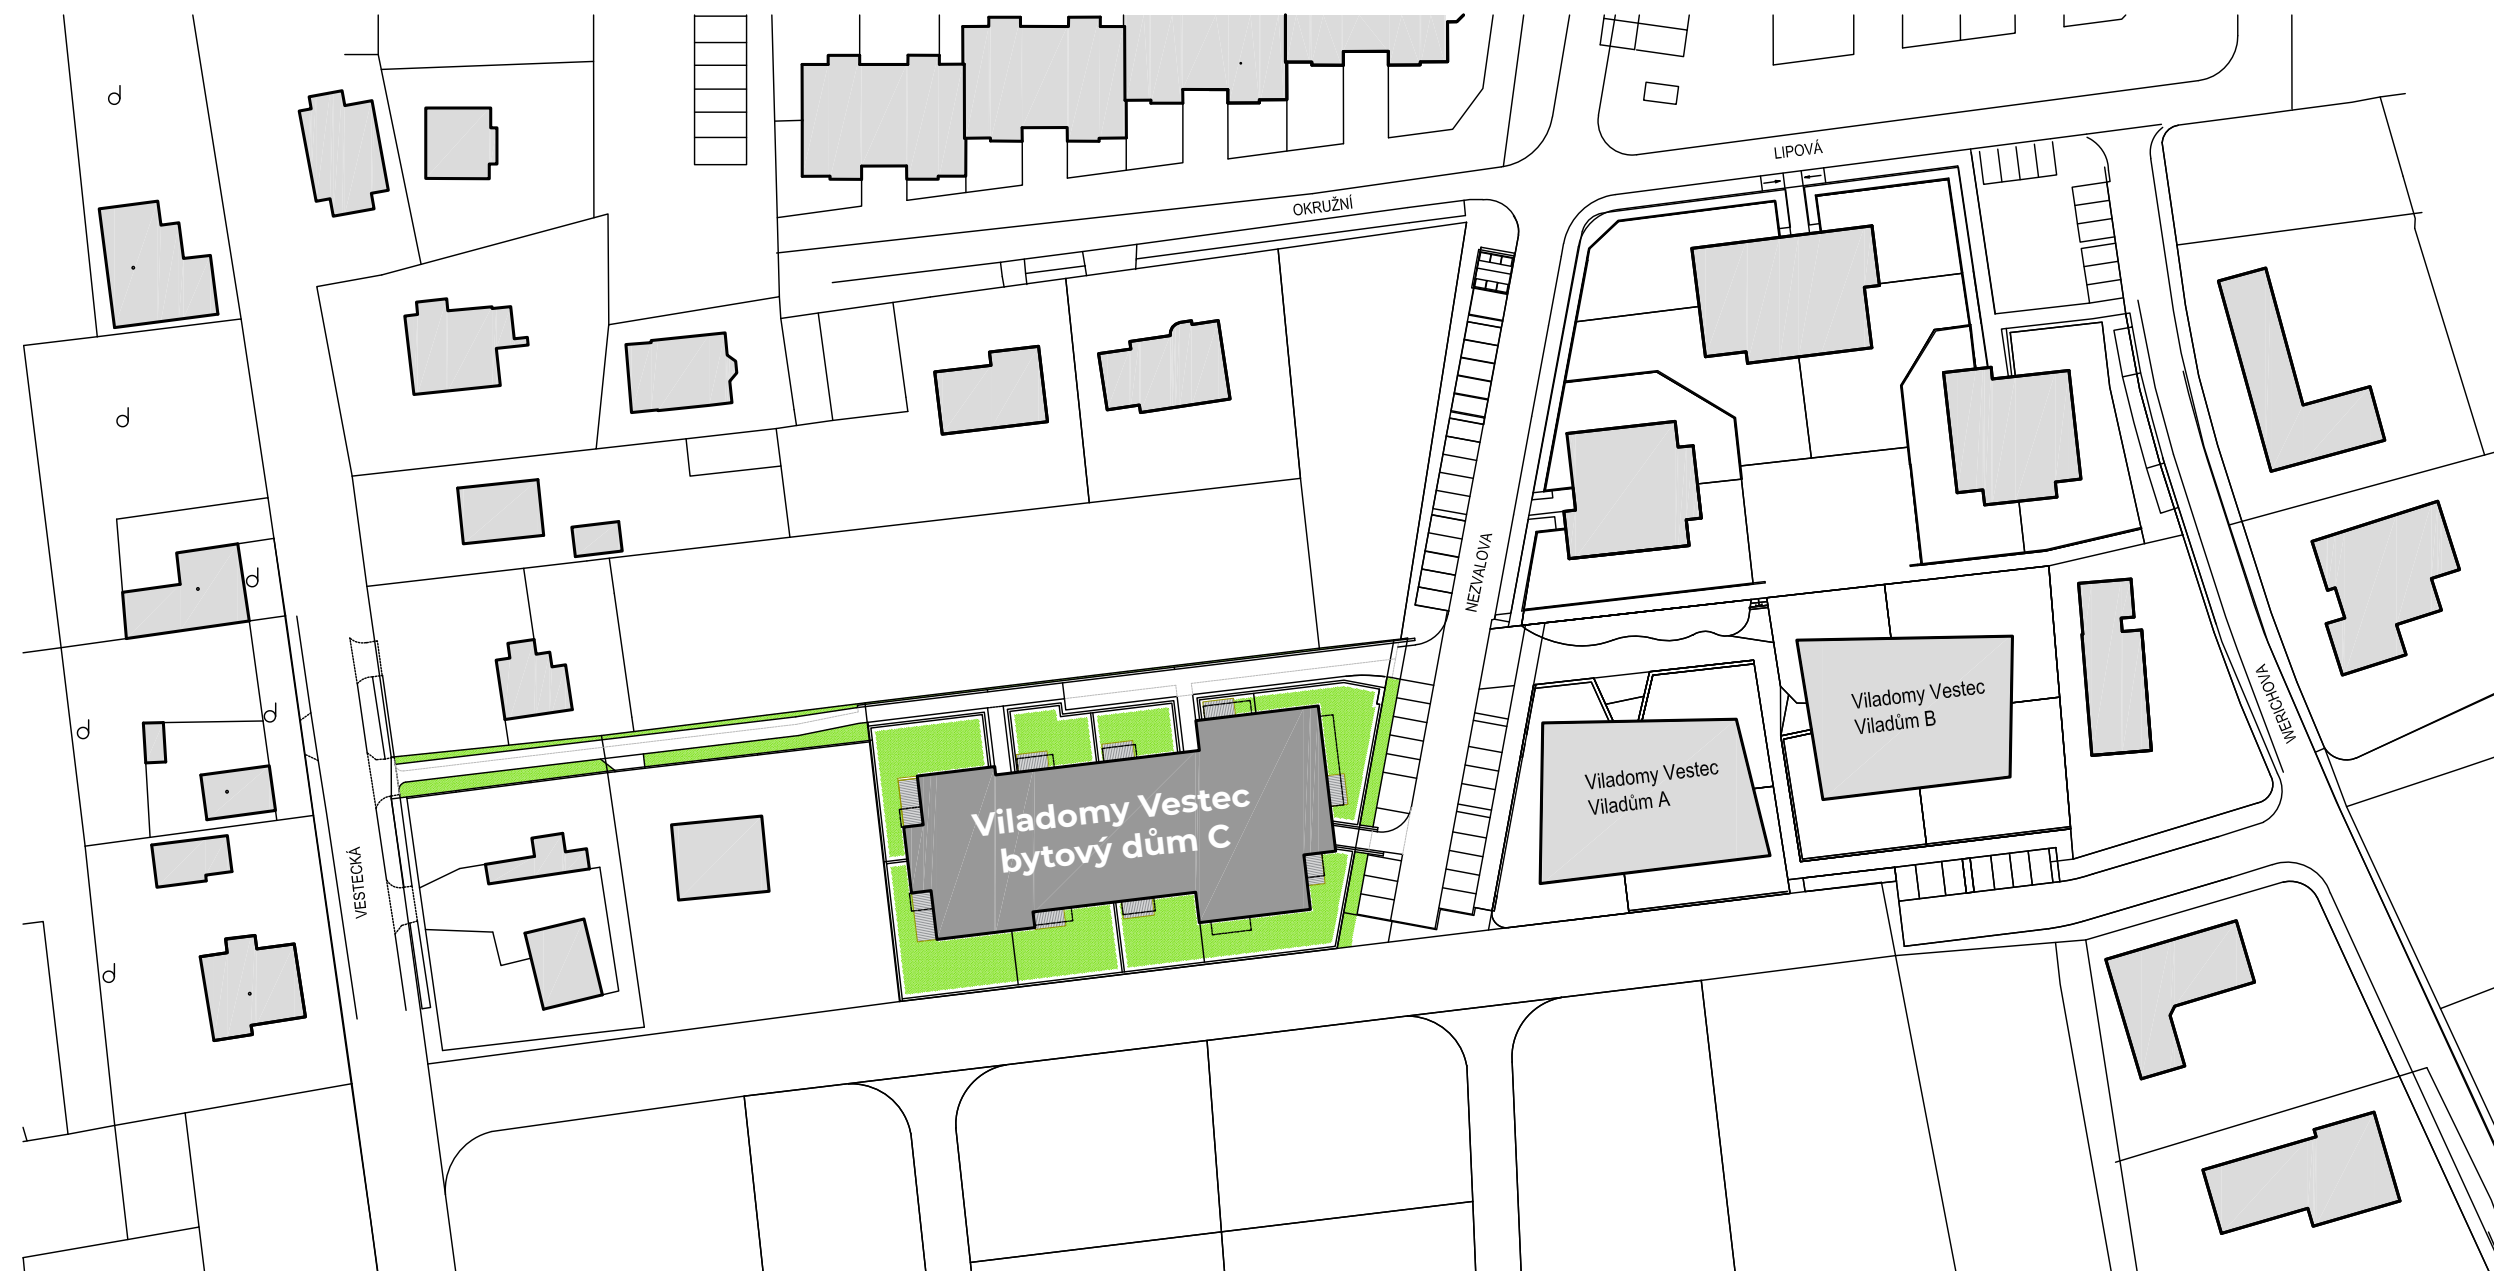 LIPOVÁ
OKRUŽNÍ
NEZVALOVA
Viladomy Vestec
Viladům B
WERICHOVA
Viladomy Vestec
Viladům A
Viladomy Vestec
bytový dům C
VESTECKÁ